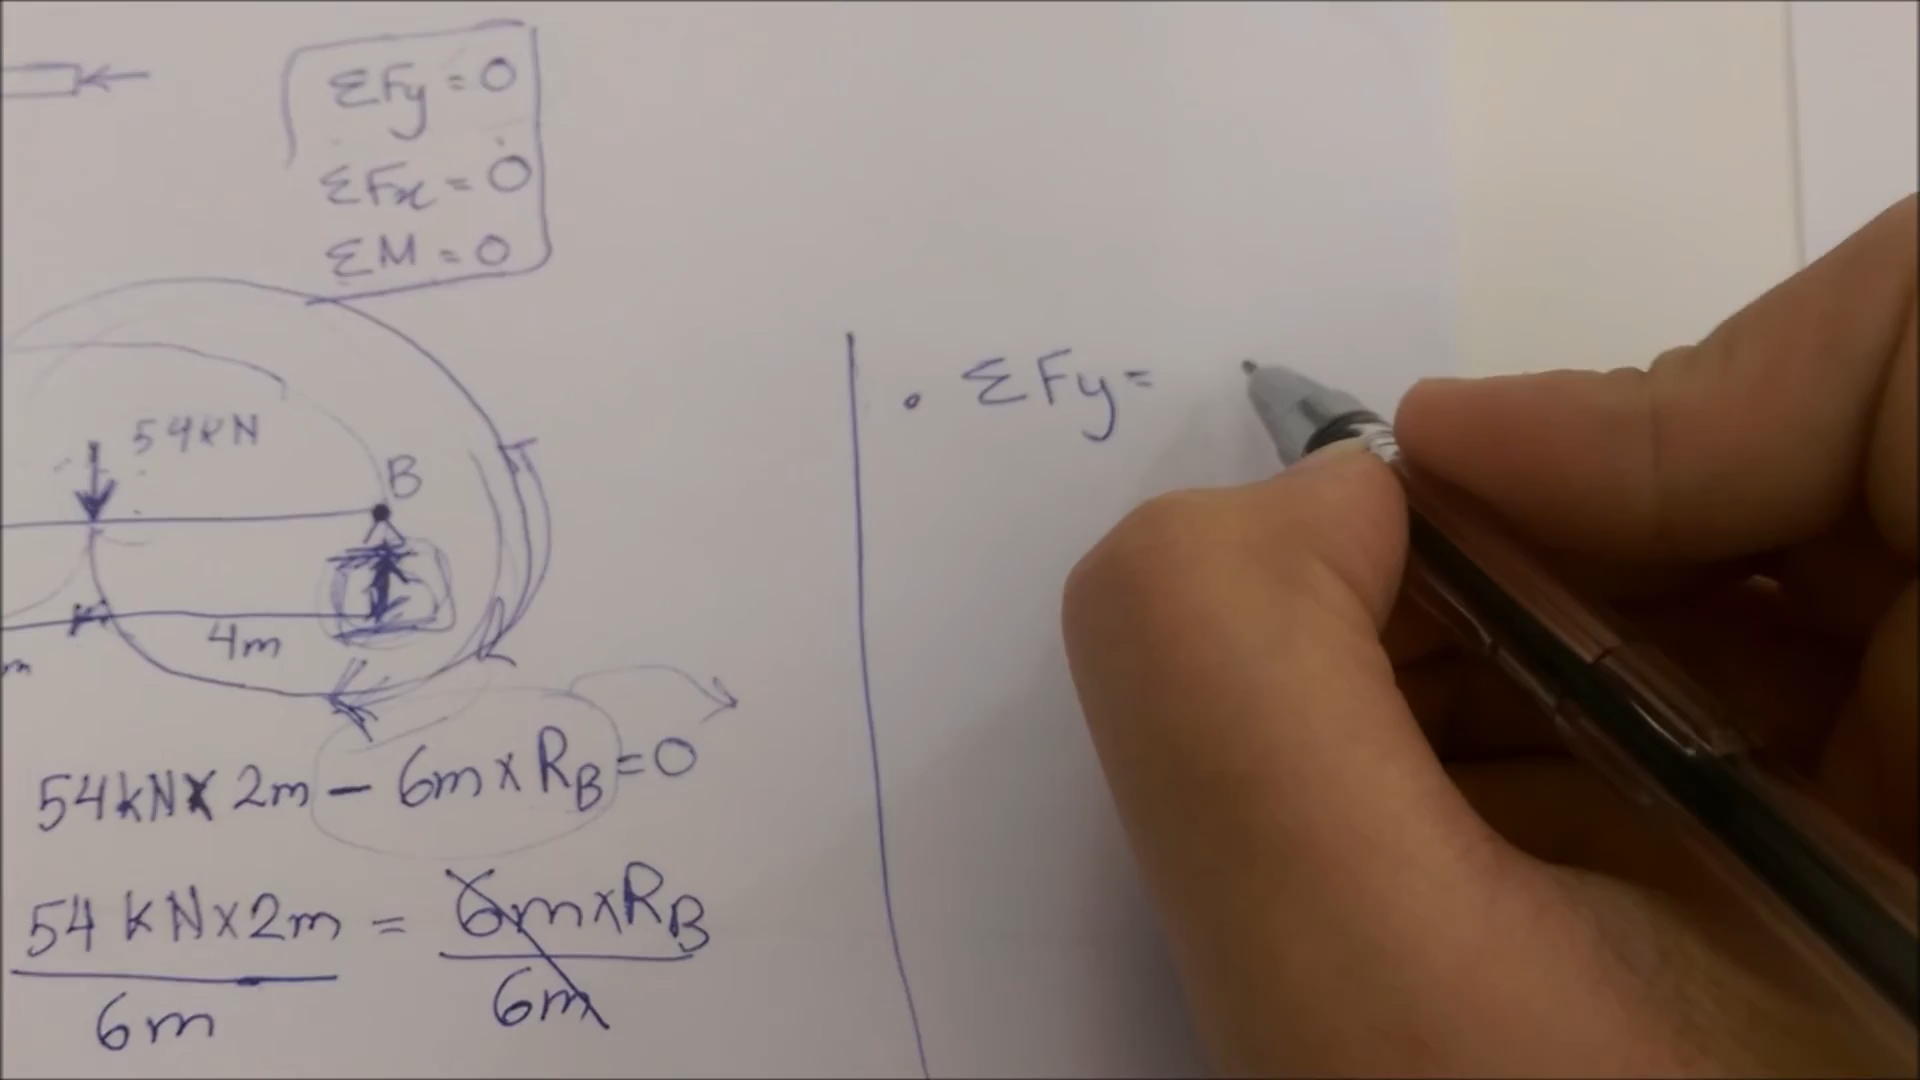 ΣFy = 0
ΣFx = 0
ΣM = 0
54kN
B
4m
m
54kN x 2m - 6m x RB = 0
54 kN x 2m = 6m x RB
6m 6m
• ΣFy =